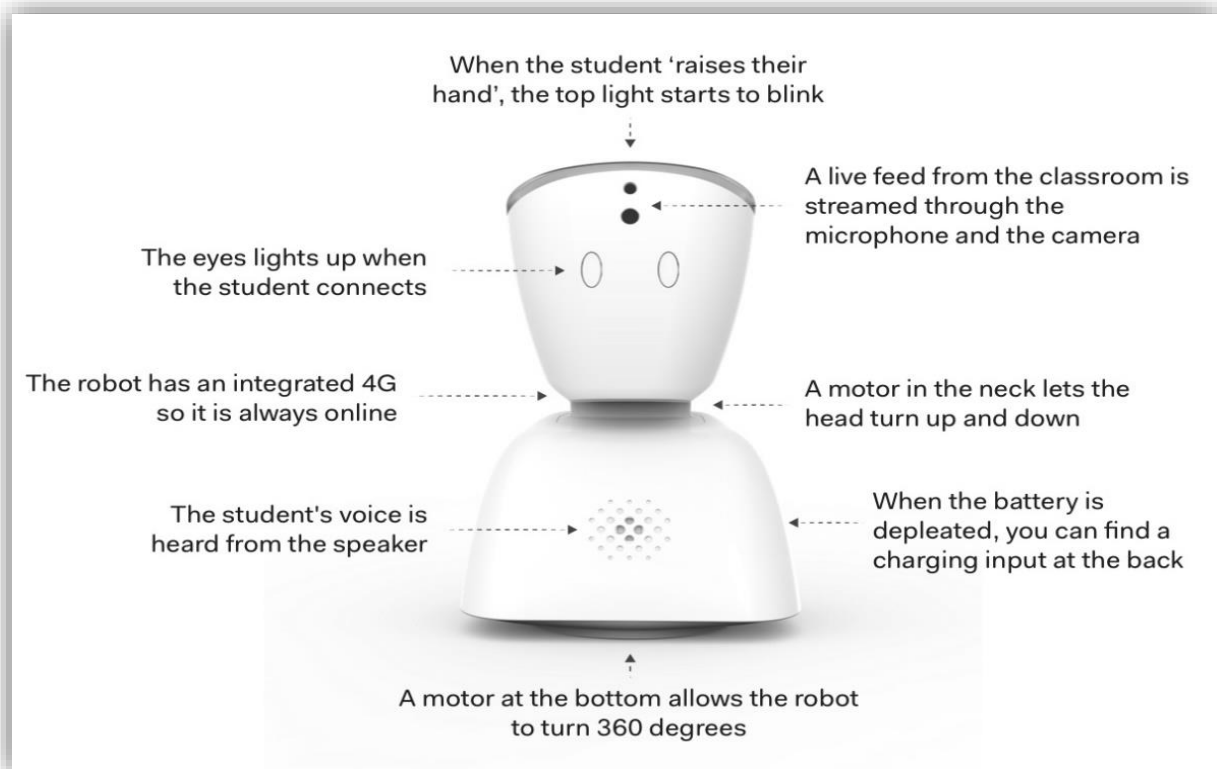 When the student ‘raises their
hand’, the top light starts to blink
A live feed from the classroom is
streamed through the
microphone and the camera
The eyes lights up when
the student connects
The robot has an integrated 4G
so it is always online
A motor in the neck lets the
head turn up and down
The student's voice is
heard from the speaker
When the battery is
depleated, you can find a
charging input at the back
A motor at the bottom allows the robot
to turn 360 degrees